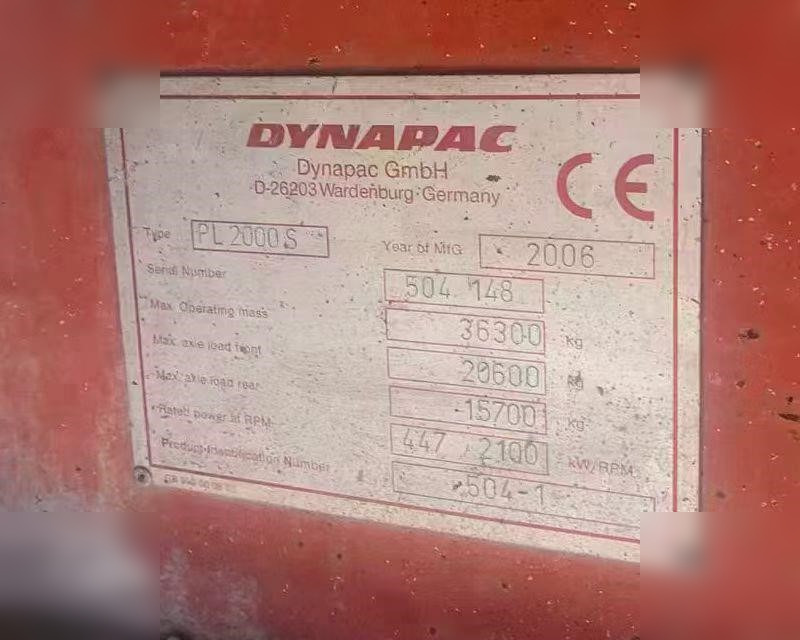 DYNAPAC
Dynapac GmbH
D-26203 Wardenburg·Germany
CE
Type PL 2000 S
Year of MfG 2006
Serial Number 504 148
Max. Operating mass 36300 Kg
Max. axle load front 20600 Kg
Max. axle load rear 15700 Kg
Rated power at RPM 447 2100 kW/RPM
Product-Identification Number 504-1